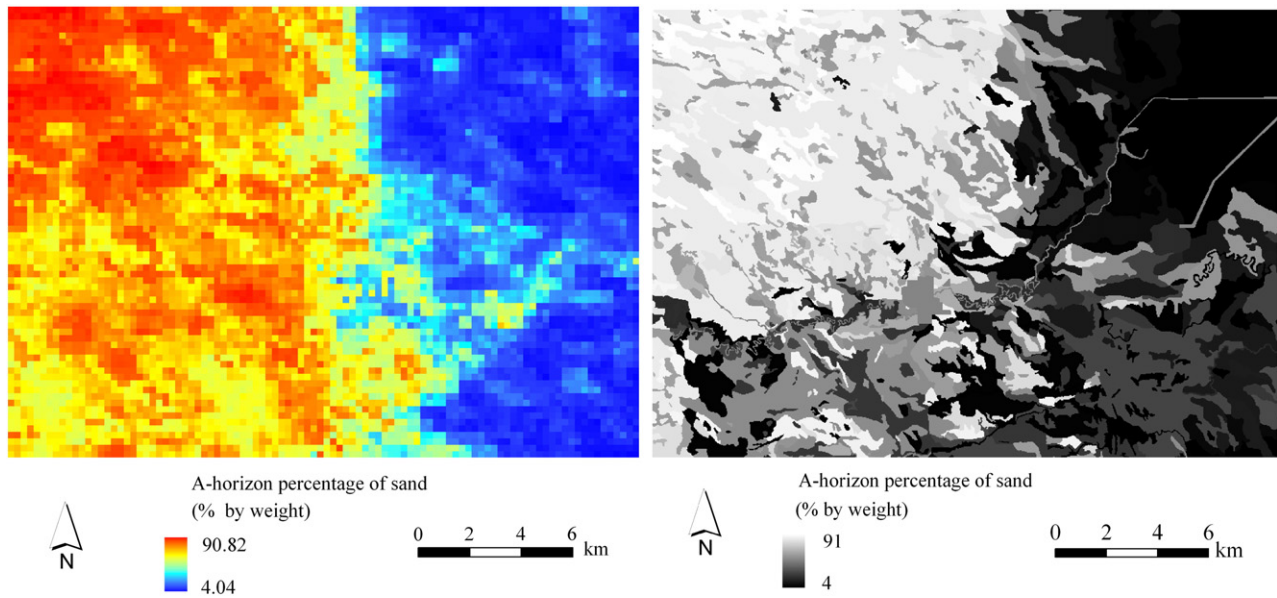 A-horizon percentage of sand
(% by weight)
90.82
4.04
N
0 2 4 6
km
A-horizon percentage of sand
(% by weight)
91
4
N
0 2 4 6
km